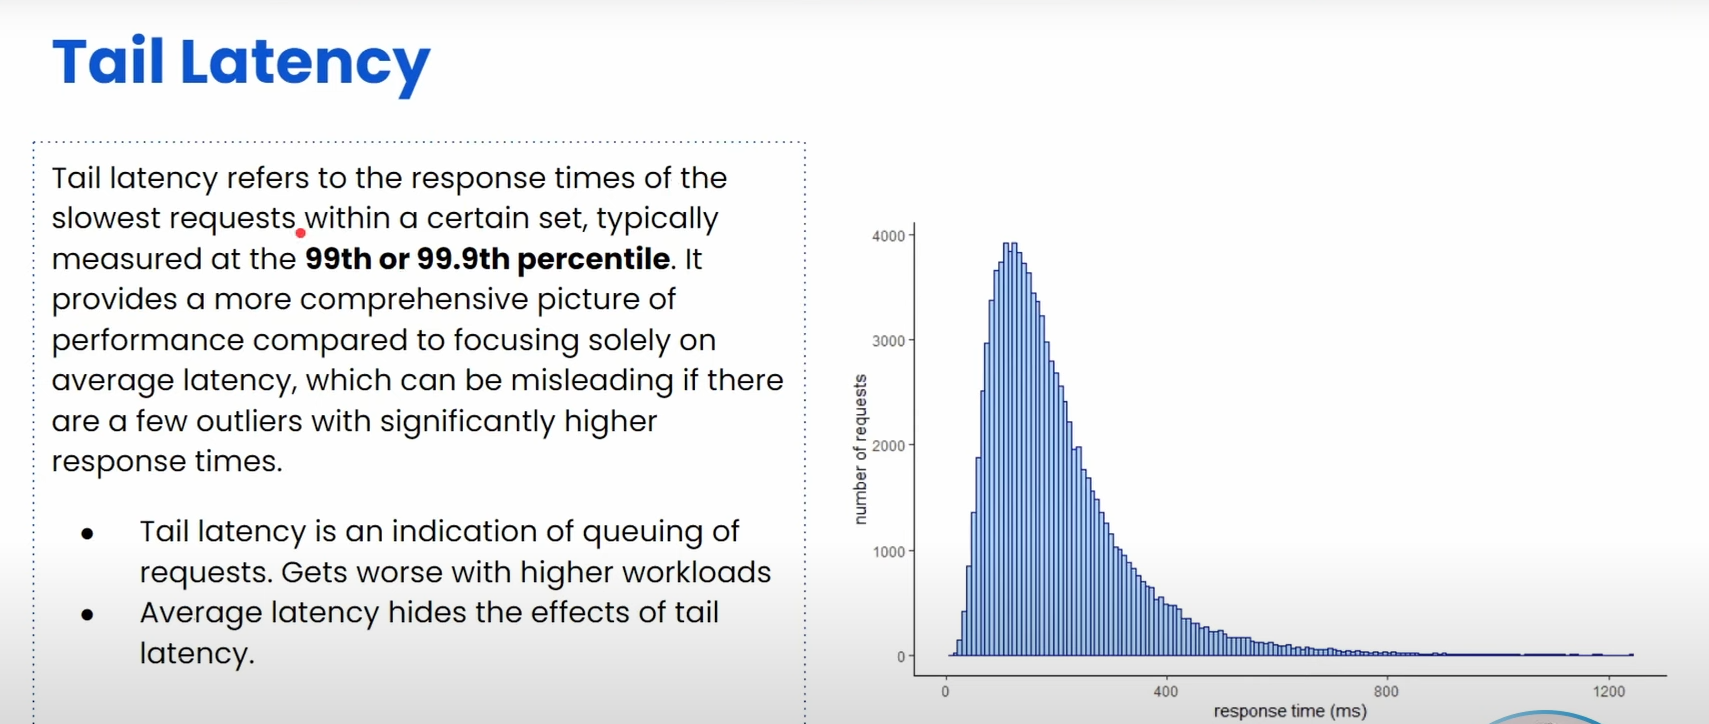 Tail Latency
Tail latency refers to the response times of the
slowest requests within a certain set, typically
measured at the 99th or 99.9th percentile. It
provides a more comprehensive picture of
performance compared to focusing solely on
average latency, which can be misleading if there
are a few outliers with significantly higher
response times.
● Tail latency is an indication of queuing of
requests. Gets worse with higher workloads
● Average latency hides the effects of tail
latency.
number of requests
4000
3000
2000
1000
0
0 400 800 1200
response time (ms)